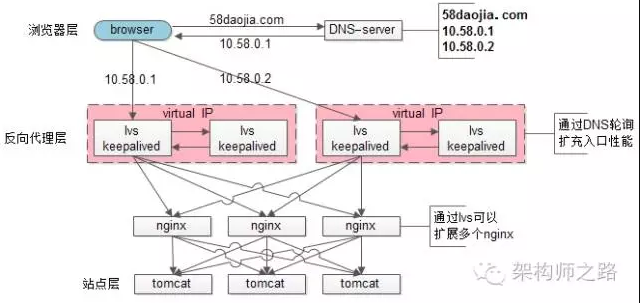 58daojia.com
浏览器层
browser
10.58.0.1
DNS-server
58daojia.com
10.58.0.1
10.58.0.2
10.58.0.1
10.58.0.2
virtual IP
virtual IP
反向代理层
lvs
keepalived
lvs
keepalived
lvs
keepalived
lvs
keepalived
通过DNS轮询
扩充入口性能
nginx
nginx
nginx
通过lvs可以
扩展多个nginx
站点层
tomcat
tomcat
tomcat
架构师之路